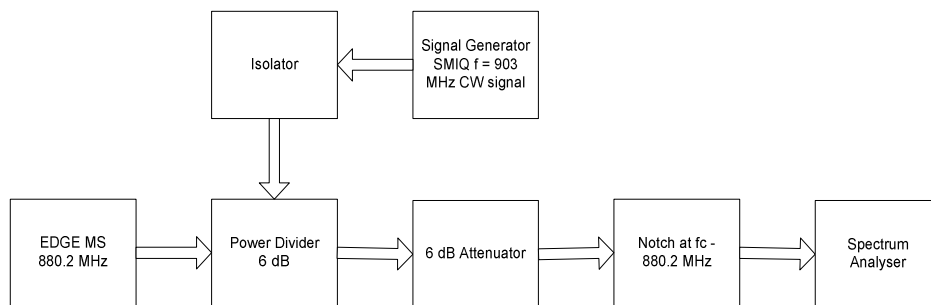 Isolator
Signal Generator
SMIQ f = 903
MHz CW signal
EDGE MS
880.2 MHz
Power Divider
6 dB
6 dB Attenuator
Notch at fc -
880.2 MHz
Spectrum
Analyser